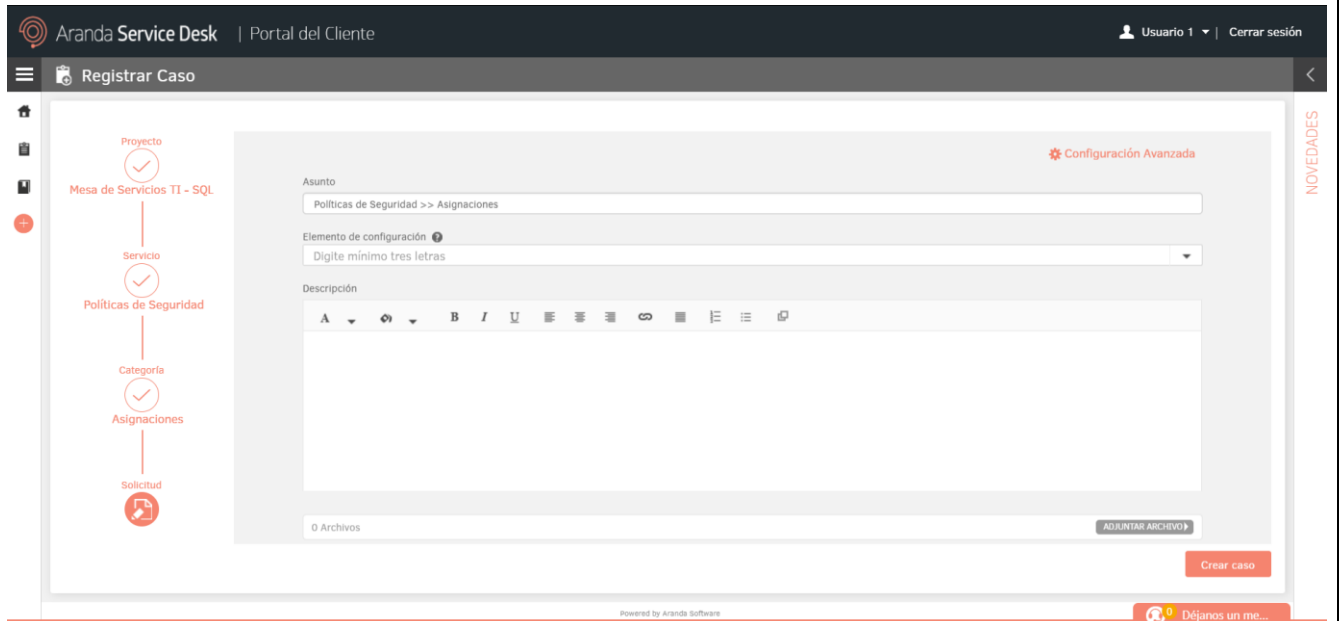 Aranda Service Desk | Portal del Cliente
Usuario 1 | Cerrar sesión
Registrar Caso
NOVEDADES
Proyecto
Mesa de Servicios TI - SQL
Servicio
Políticas de Seguridad
Categoría
Asignaciones
Solicitud
Configuración Avanzada
Asunto
Políticas de Seguridad >> Asignaciones
Elemento de configuración ?
Digite mínimo tres letras
Descripción
A B I U
0 Archivos
ADJUNTAR ARCHIVO
Crear caso
Powered by Aranda Software
0 Déjanos un me...